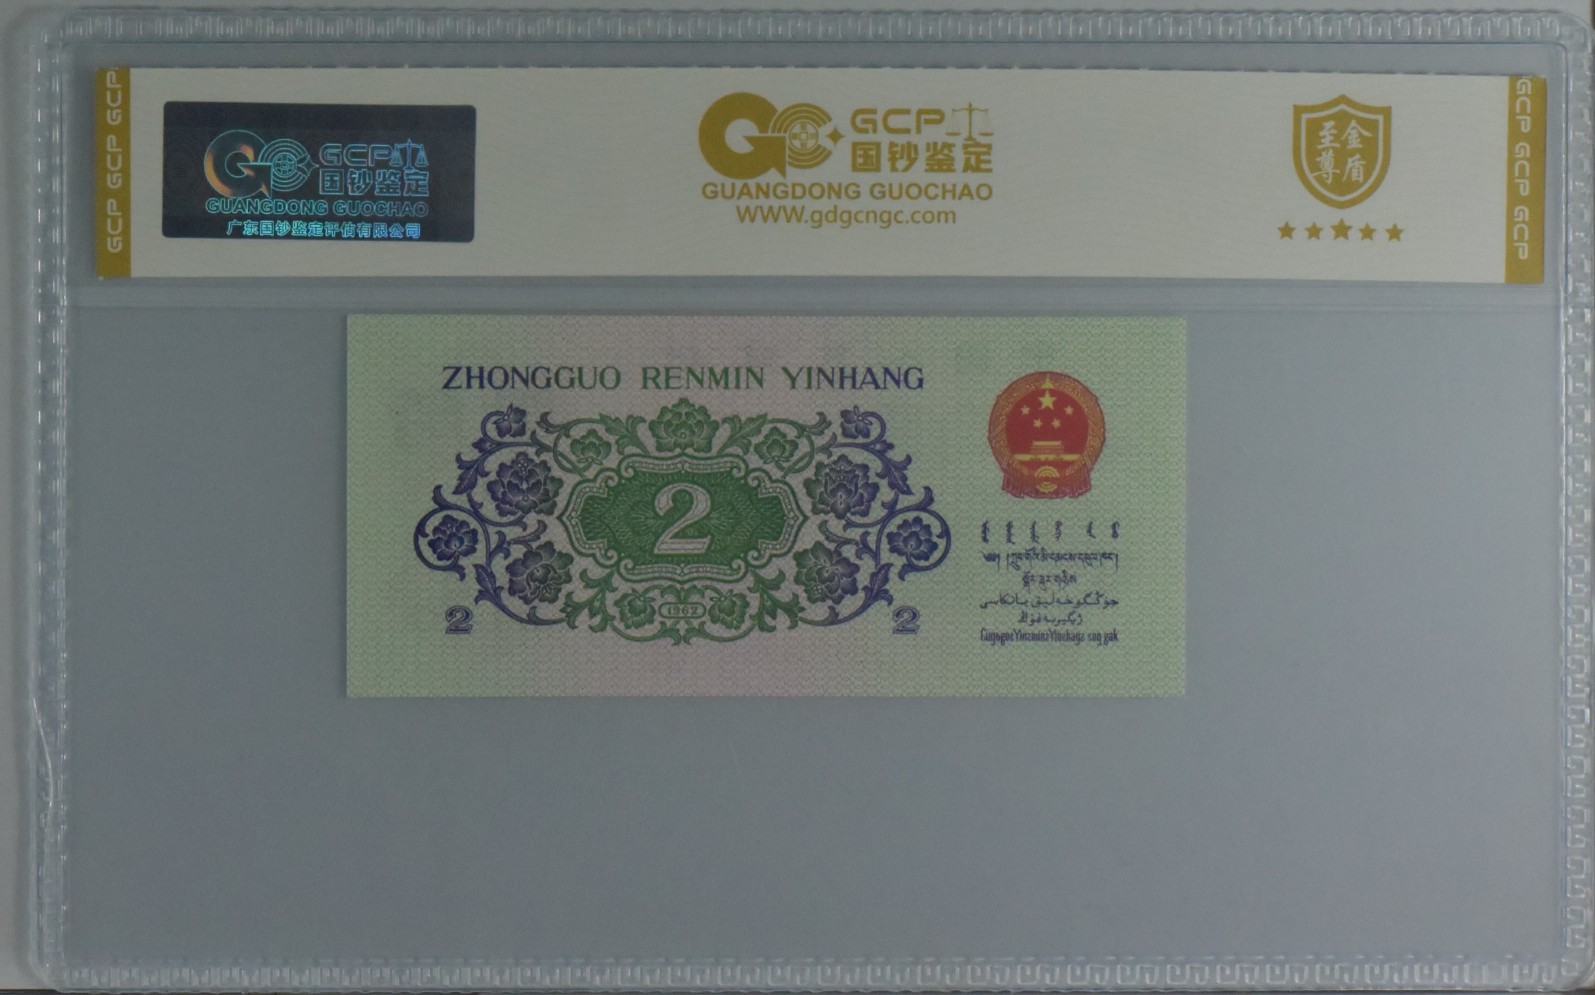 GCP GCP GCP
GCP 国钞鉴定
GUANGDONG GUOCHAO
广东国钞鉴定评估有限公司
GCP 国钞鉴定
GUANGDONG GUOCHAO
WWW.gdgcngc.com
金盾
至尊
GCP GCP GCP
ZHONGGUO RENMIN YINHANG
2
1962
2
2
جۇڭگوخەلىق بانكاسى